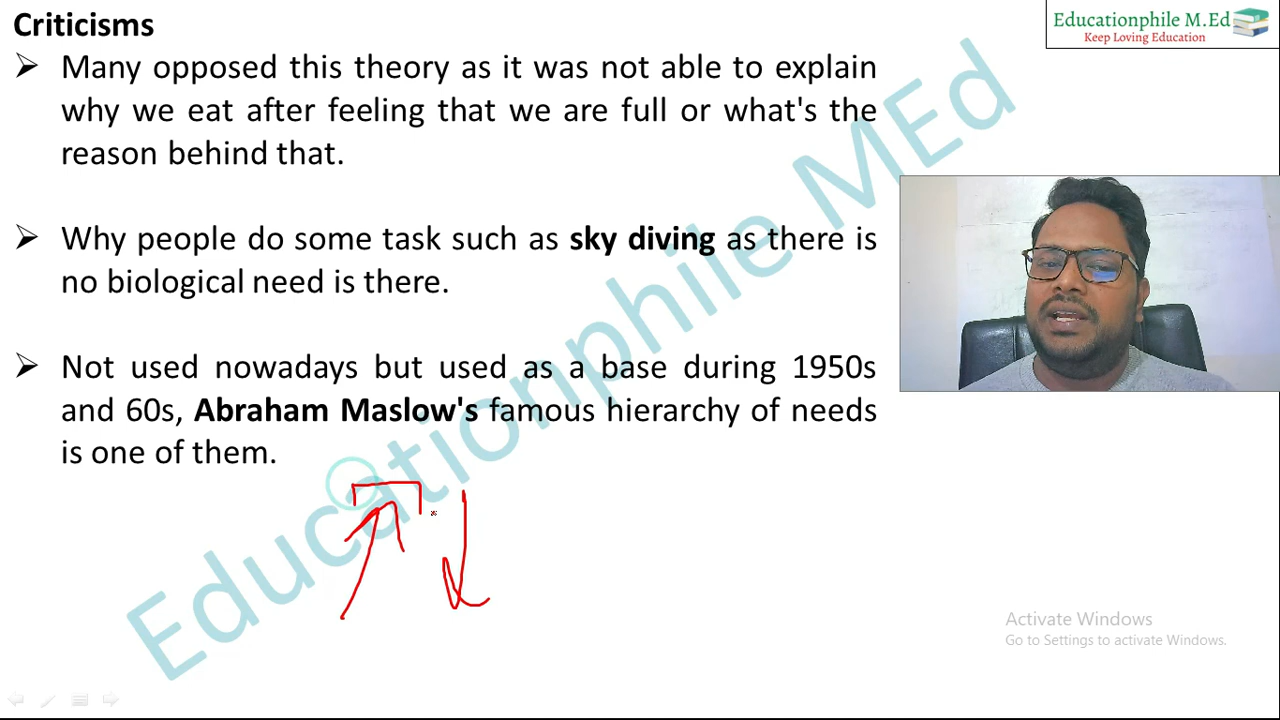 Criticisms
Educationphile M.Ed
Keep Loving Education
➢ Many opposed this theory as it was not able to explain
why we eat after feeling that we are full or what's the
reason behind that.
➢ Why people do some task such as sky diving as there is
no biological need is there.
➢ Not used nowadays but used as a base during 1950s
and 60s, Abraham Maslow's famous hierarchy of needs
is one of them.
Educationphile MEd
Activate Windows
Go to Settings to activate Windows.